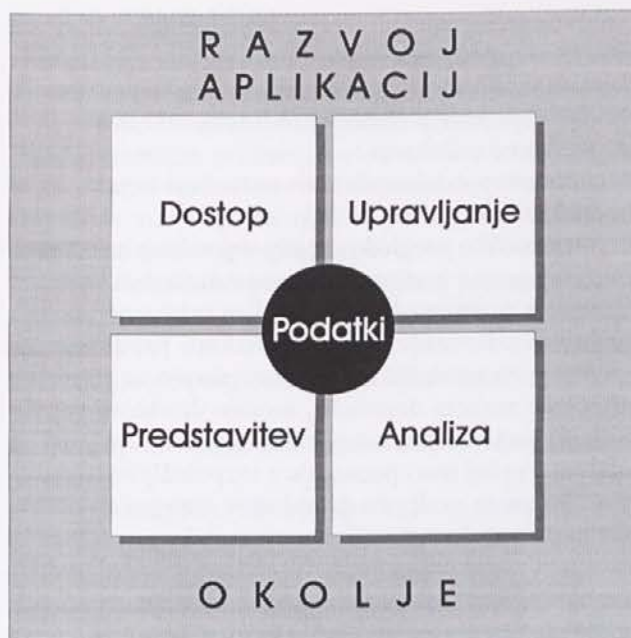 RAZVOJ
APLIKACIJ
Dostop
Upravljanje
Podatki
Predstavitev
Analiza
OKOLJE